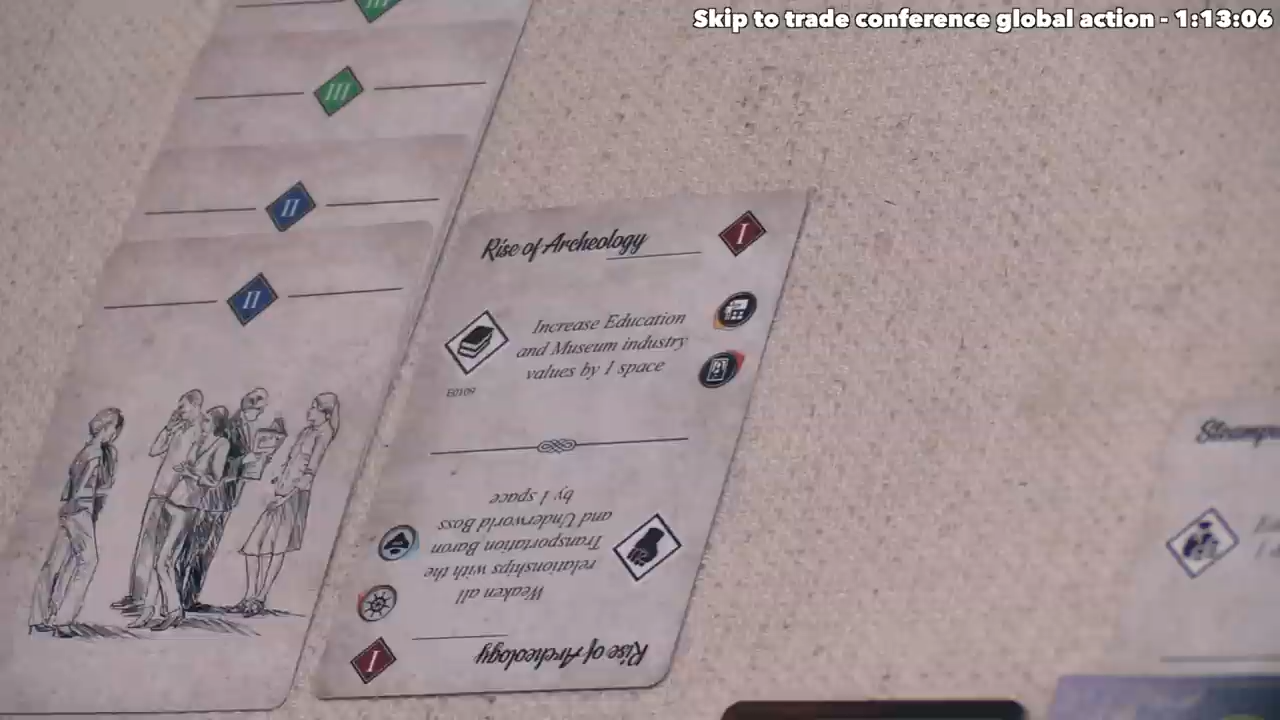 Skip to trade conference global action - 1:13:06
III
III
II
II
Rise of Archeology
I
Increase Education
and Museum industry
values by 1 space
E0109
Weaken all
relationships with the
Transportation Baron
and Underworld Boss
by 1 space
Rise of Archeology
I